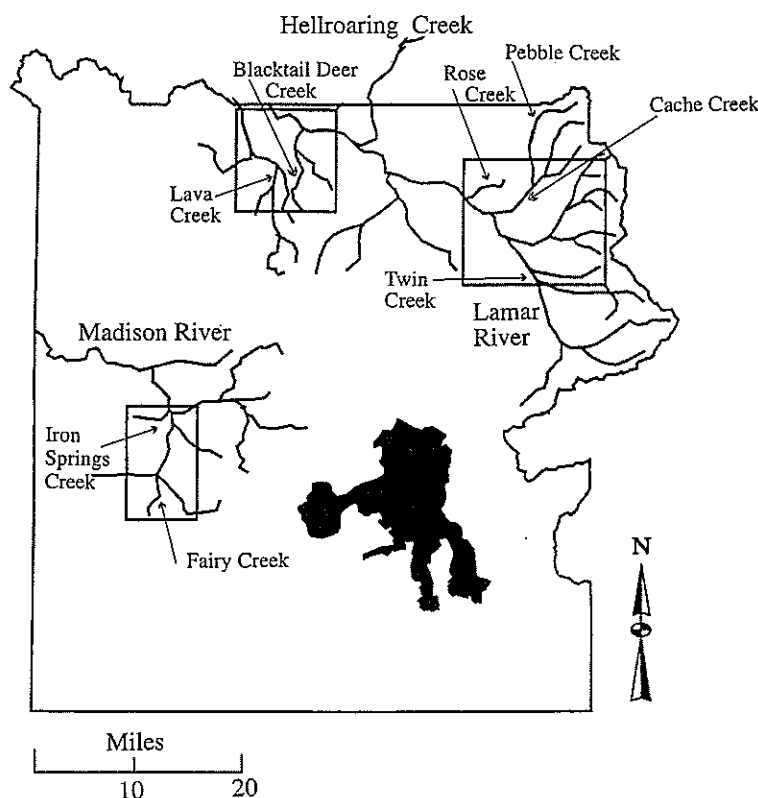 Hellroaring Creek
Pebble Creek
Blacktail Deer
Creek
Rose
Creek
Cache Creek
Lava
Creek
Twin
Creek
Lamar
River
Madison River
Iron
Springs
Creek
Fairy Creek
N
Miles
10
20